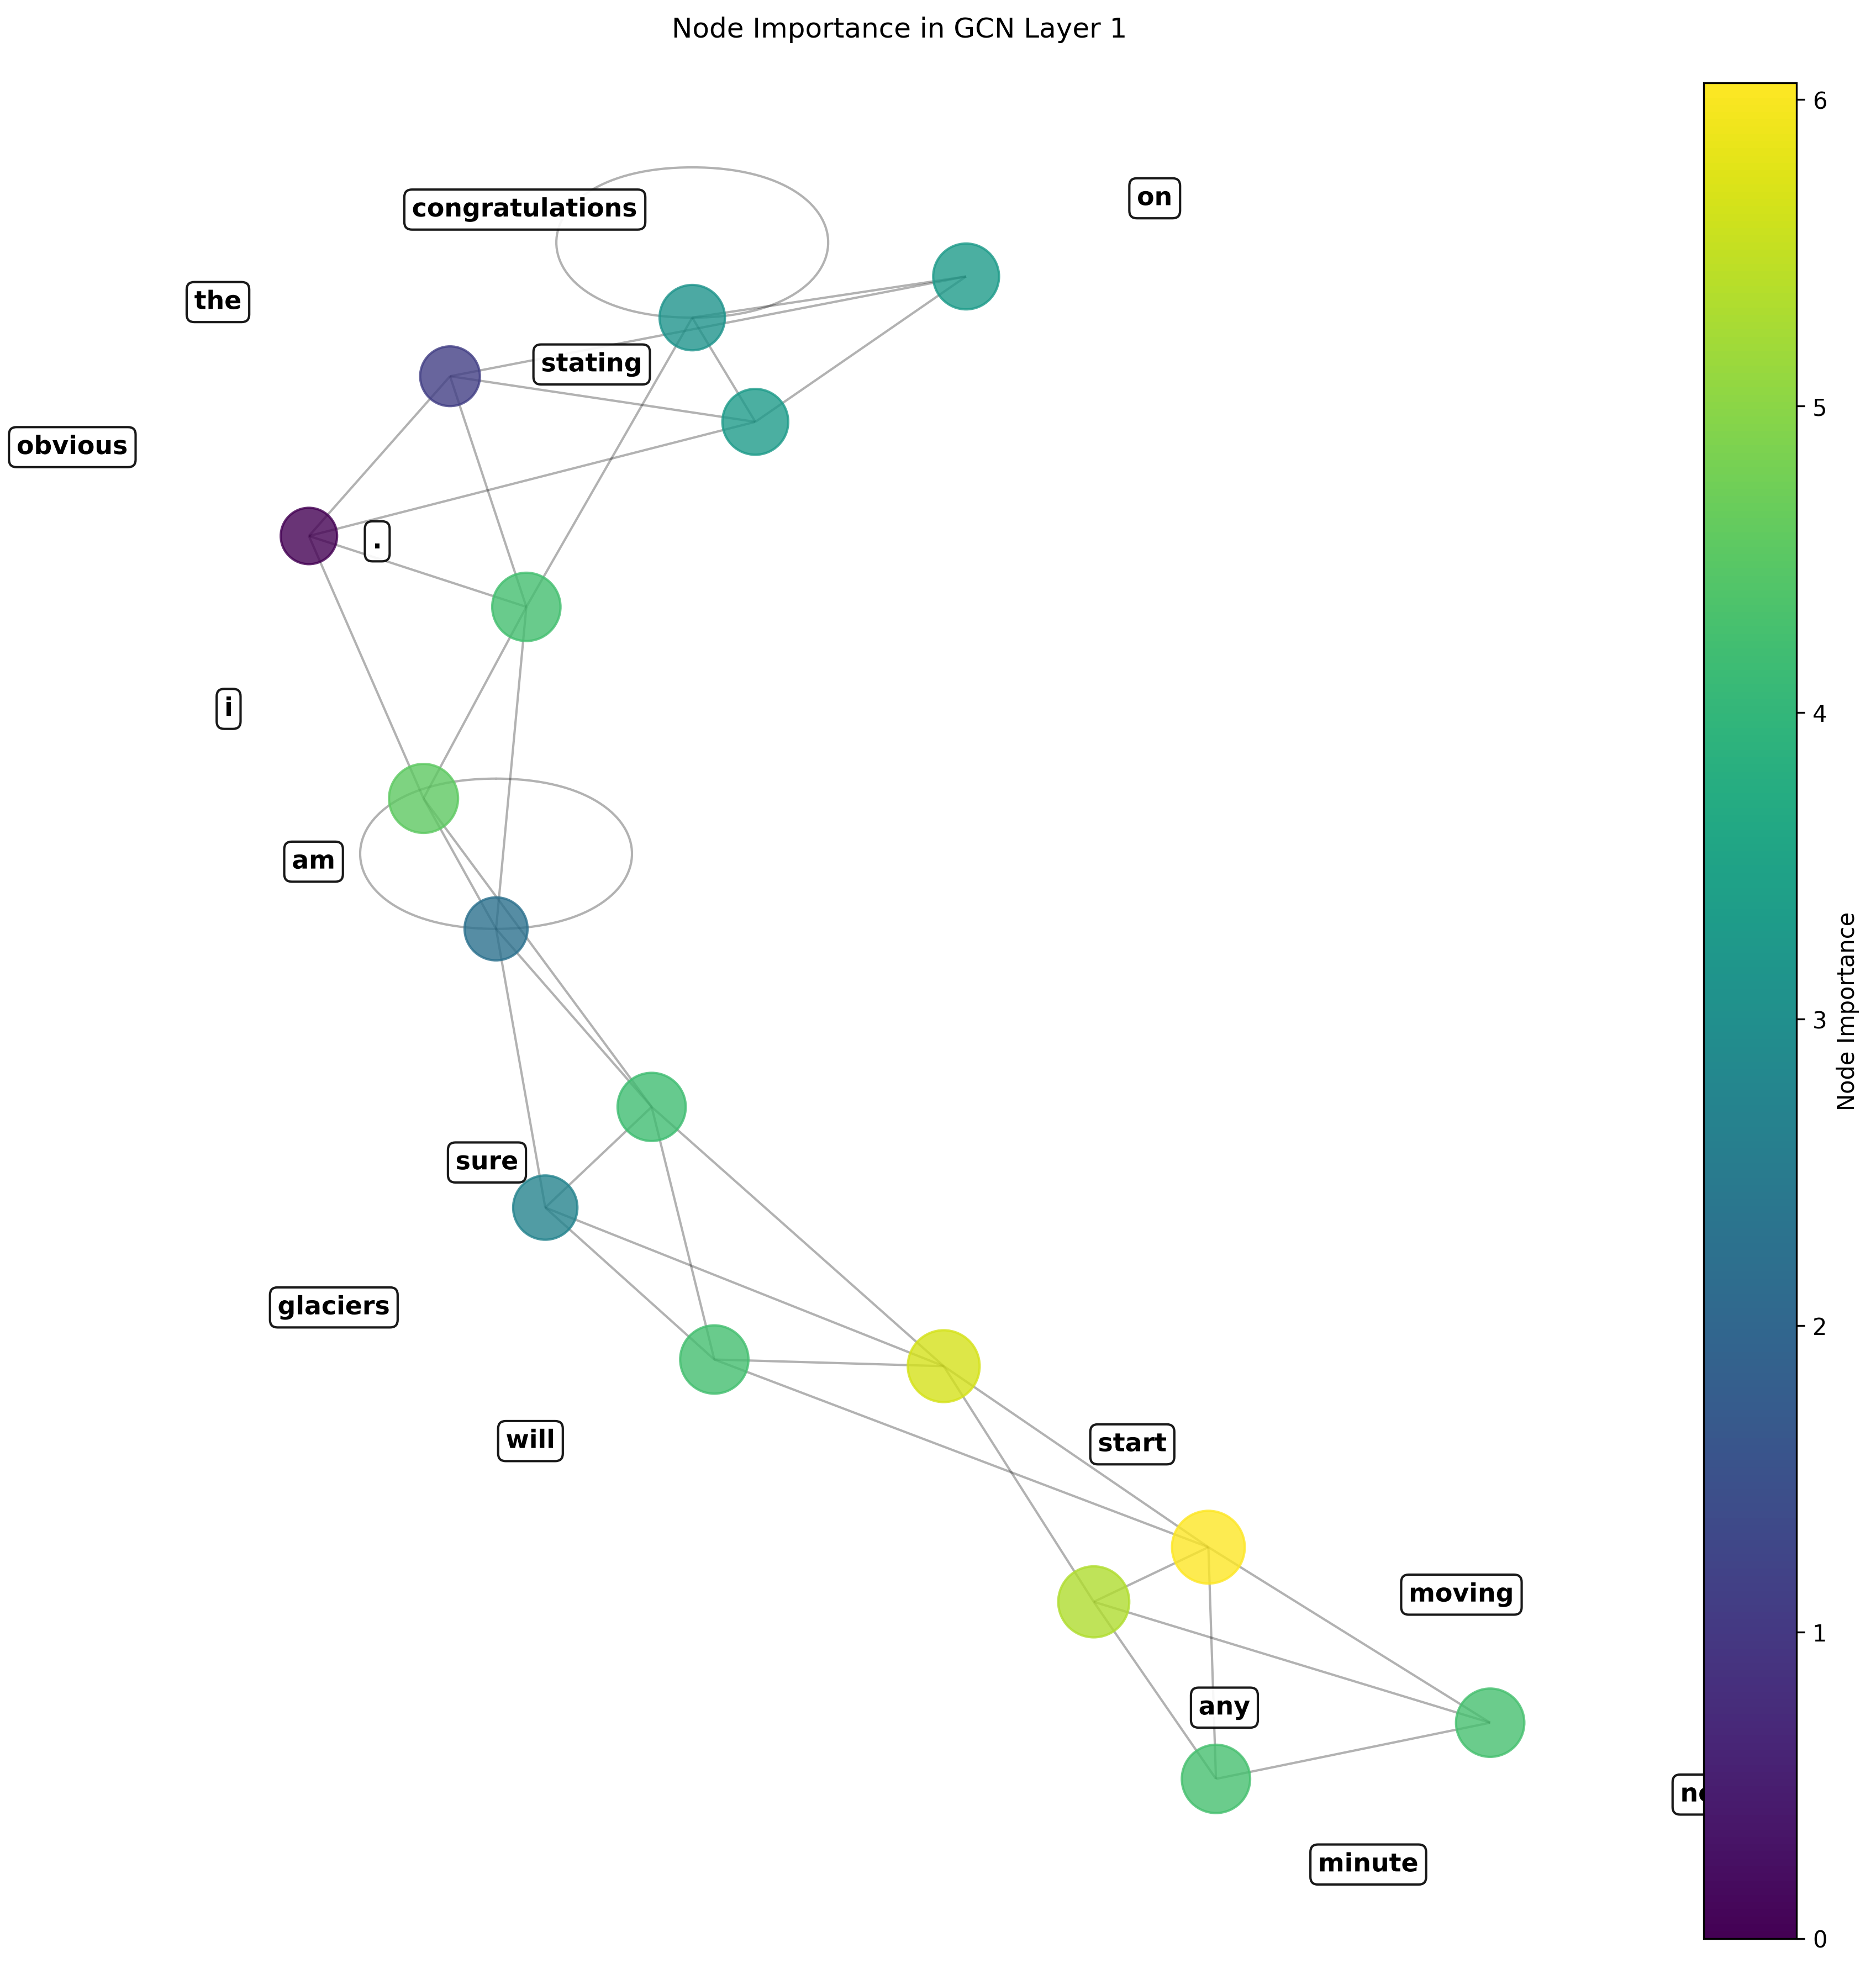 Node Importance in GCN Layer 1
on
congratulations
the
stating
obvious
.
i
am
sure
glaciers
will
start
moving
any
minute
6
5
4
3
2
1
0
Node Importance